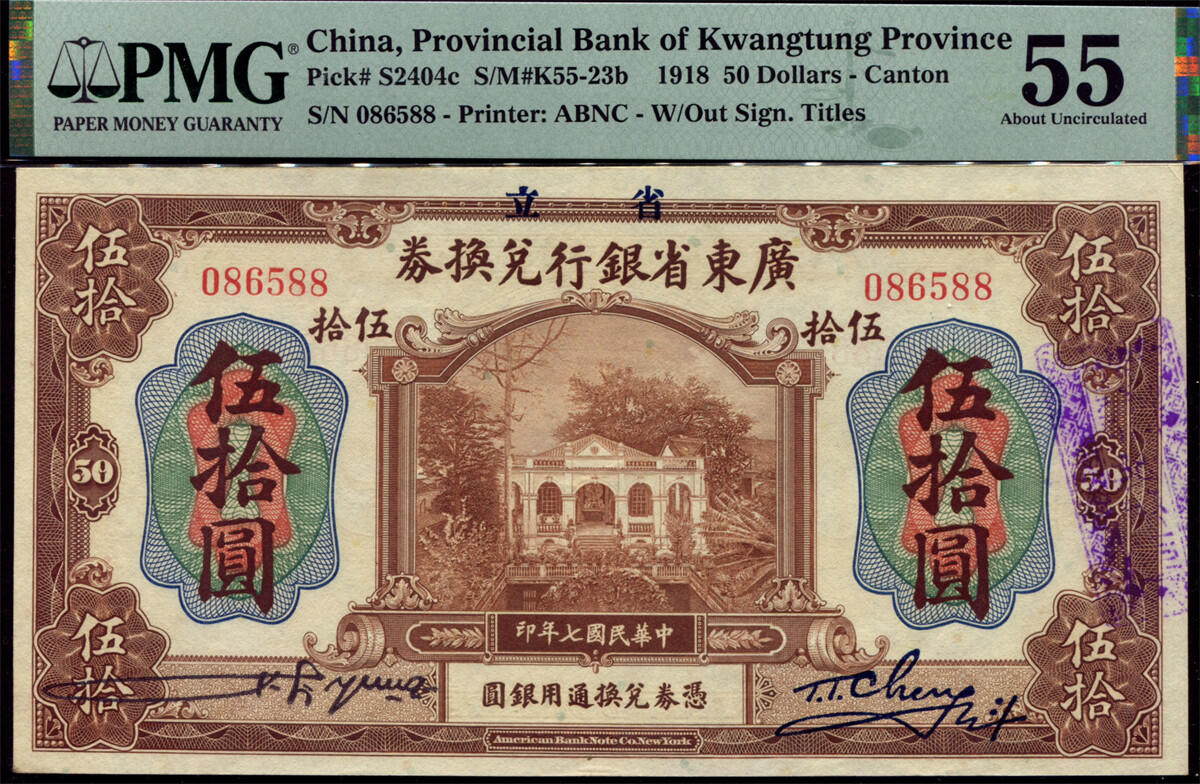 PMG®
PAPER MONEY GUARANTY
China, Provincial Bank of Kwangtung Province
Pick# S2404c S/M#K55-23b 1918 50 Dollars - Canton
S/N 086588 - Printer: ABNC - W/Out Sign. Titles
55
About Uncirculated
立 省
券換兌行銀省東廣
伍拾
伍拾
086588
086588
拾伍
拾伍
伍拾圓
伍拾圓
50
50
印年七國民華中
伍拾
伍拾
圓銀用通換兌券憑
T.T. Cheng
American Bank Note Co. New York